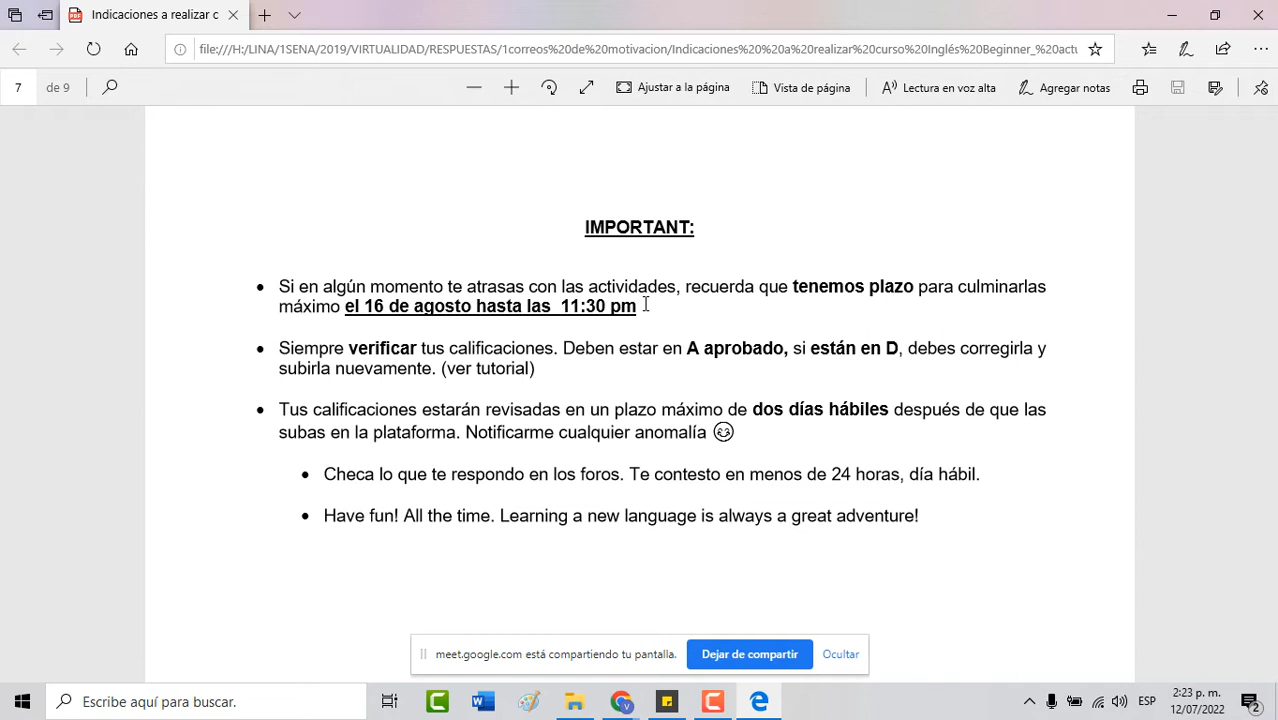 Indicaciones a realizar c
file:///H:/LINA/1SENA/2019/VIRTUALIDAD/RESPUESTAS/1correos%20de%20motivacion/Indicaciones%20%20a%20realizar%20curso%20Inglés%20Beginner_%20actu
7 de 9
Ajustar a la página
Vista de página
Lectura en voz alta
Agregar notas
IMPORTANT:
• Si en algún momento te atrasas con las actividades, recuerda que tenemos plazo para culminarlas
máximo el 16 de agosto hasta las 11:30 pm
• Siempre verificar tus calificaciones. Deben estar en A aprobado, si están en D, debes corregirla y
subirla nuevamente. (ver tutorial)
• Tus calificaciones estarán revisadas en un plazo máximo de dos días hábiles después de que las
subas en la plataforma. Notificarme cualquier anomalía 😊
• Checa lo que te respondo en los foros. Te contesto en menos de 24 horas, día hábil.
• Have fun! All the time. Learning a new language is always a great adventure!
meet.google.com está compartiendo tu pantalla.
Dejar de compartir
Ocultar
Escribe aquí para buscar.
ESP
2:23 p. m.
12/07/2022
2